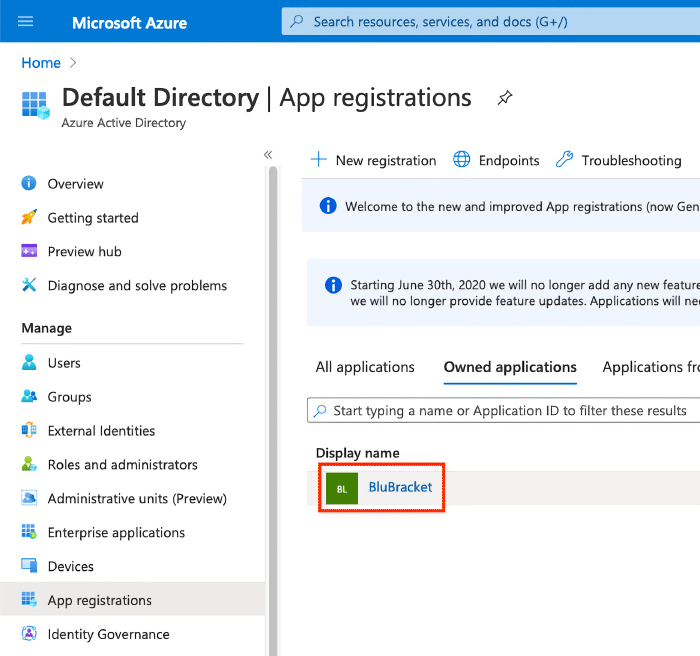 Microsoft Azure
Search resources, services, and docs (G+/)
Home
Default Directory | App registrations
Azure Active Directory
«
New registration
Endpoints
Troubleshooting
Overview
Getting started
Preview hub
Diagnose and solve problems
Manage
Users
Groups
External Identities
Roles and administrators
Administrative units (Preview)
Enterprise applications
Devices
App registrations
Identity Governance
Welcome to the new and improved App registrations (now Gen
Starting June 30th, 2020 we will no longer add any new feature
we will no longer provide feature updates. Applications will nee
All applications
Owned applications
Applications fro
Start typing a name or Application ID to filter these results
Display name
BL
BluBracket